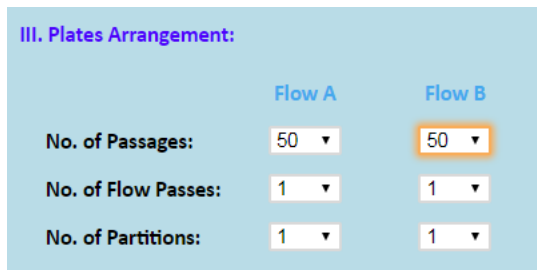 III. Plates Arrangement:
Flow A Flow B
No. of Passages: 50 50
No. of Flow Passes: 1 1
No. of Partitions: 1 1